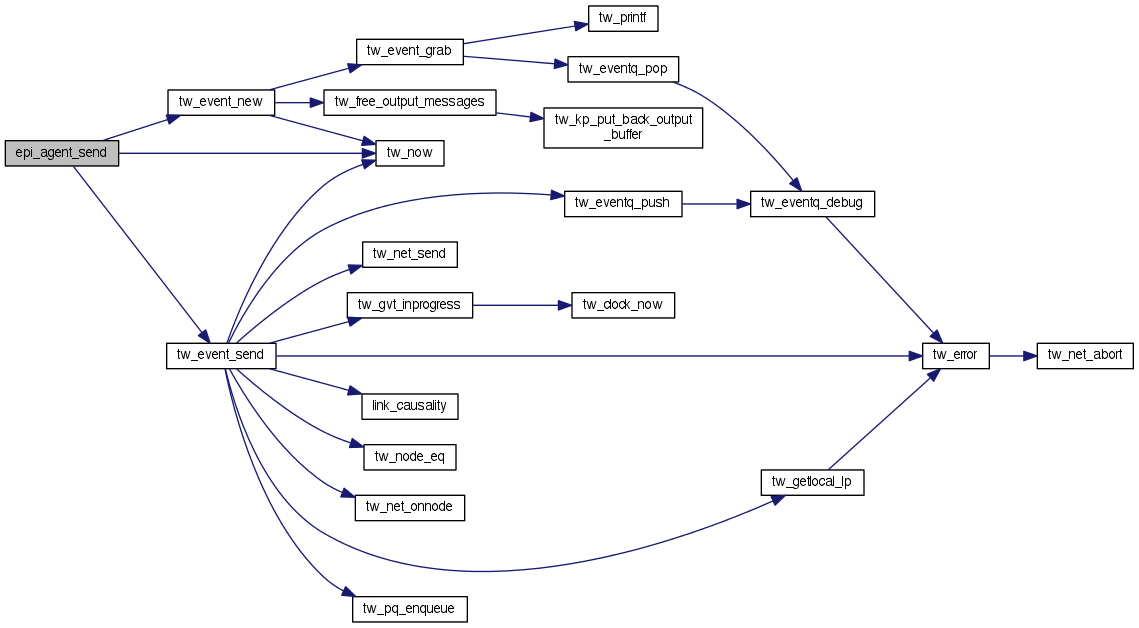 tw_printf
tw_event_grab
tw_eventq_pop
tw_event_new
tw_free_output_messages
tw_kp_put_back_output
_buffer
epi_agent_send
tw_now
tw_eventq_push
tw_eventq_debug
tw_net_send
tw_gvt_inprogress
tw_clock_now
tw_event_send
tw_error
tw_net_abort
link_causality
tw_node_eq
tw_getlocal_lp
tw_net_onnode
tw_pq_enqueue